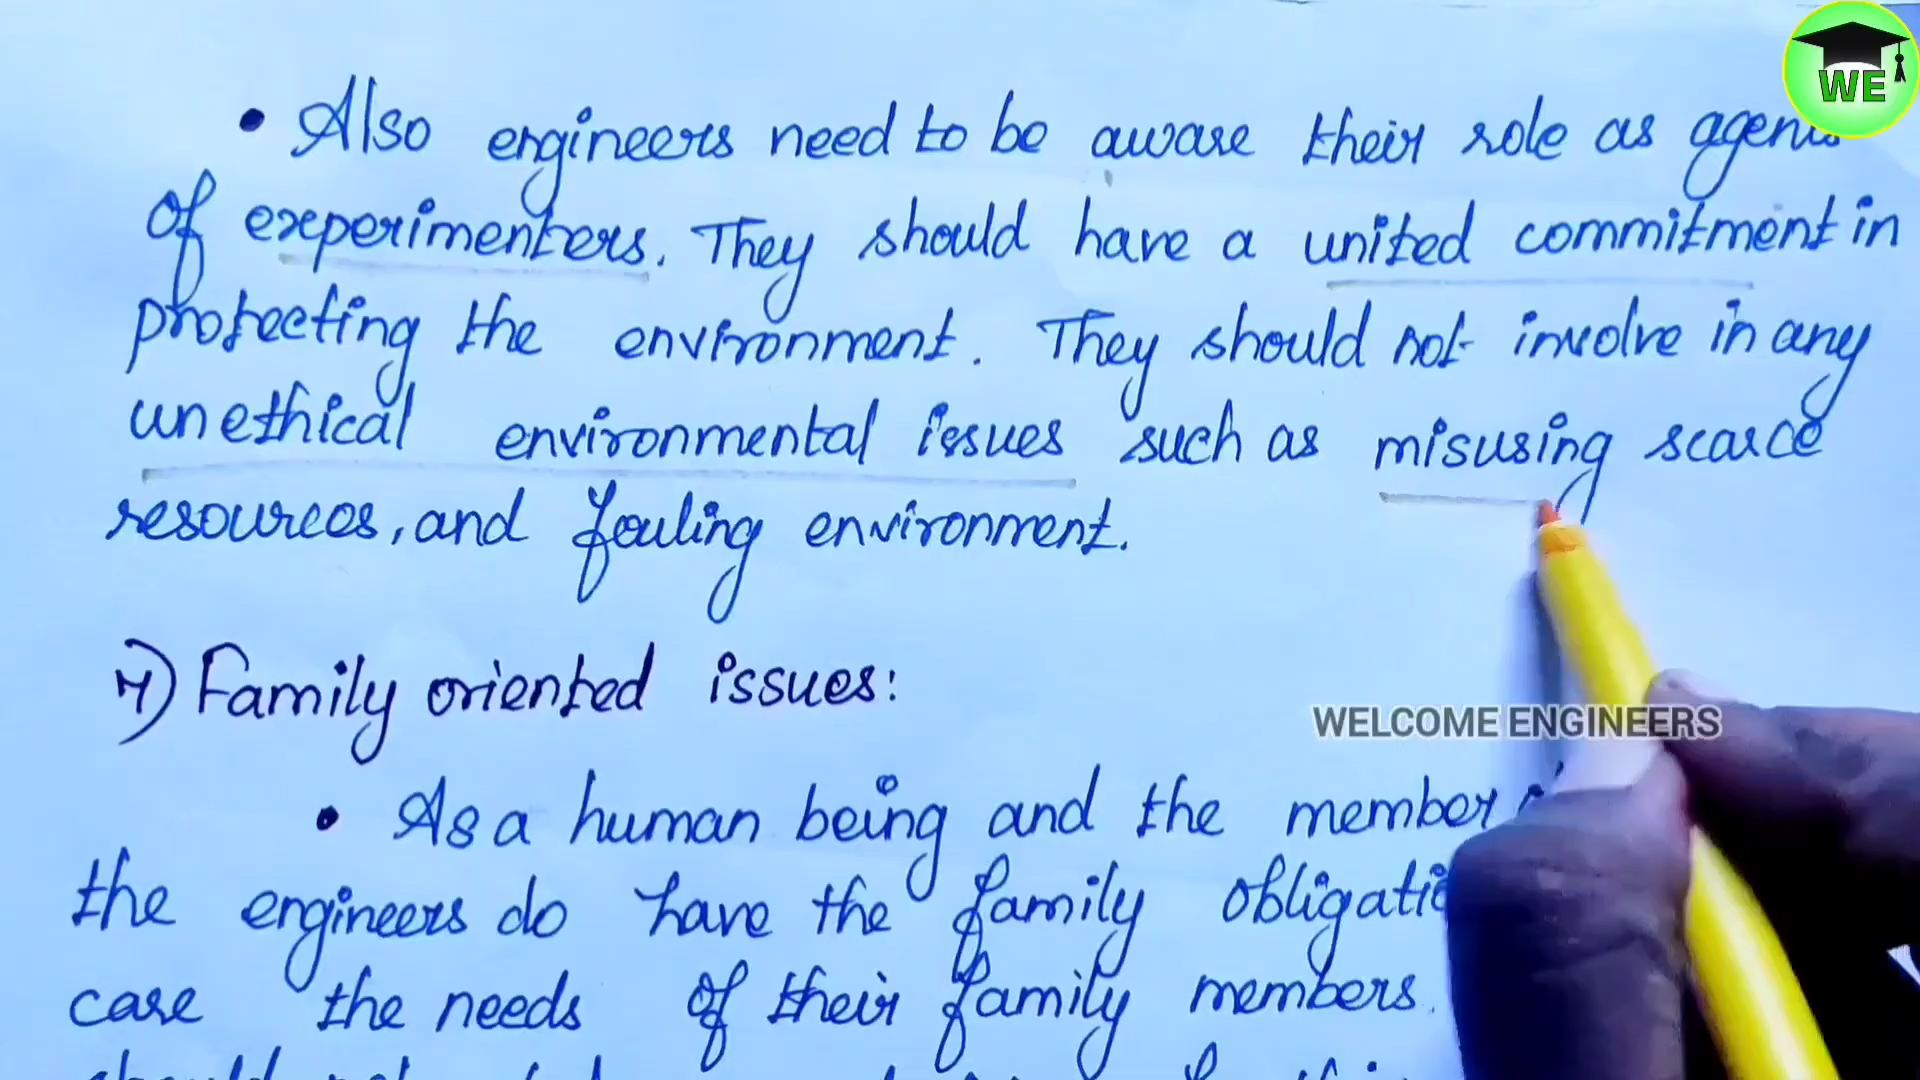 WE
• Also engineers need to be aware their role as
of experimenters. They should have a united commitment in
protecting the environment. They should not involve in any
unethical environmental issues such as misusing scarce
resources, and fouling environment.
4) Family oriented issues:
WELCOME ENGINEERS
• As a human being and the member
the engineers do have the family
case the needs of their family members.